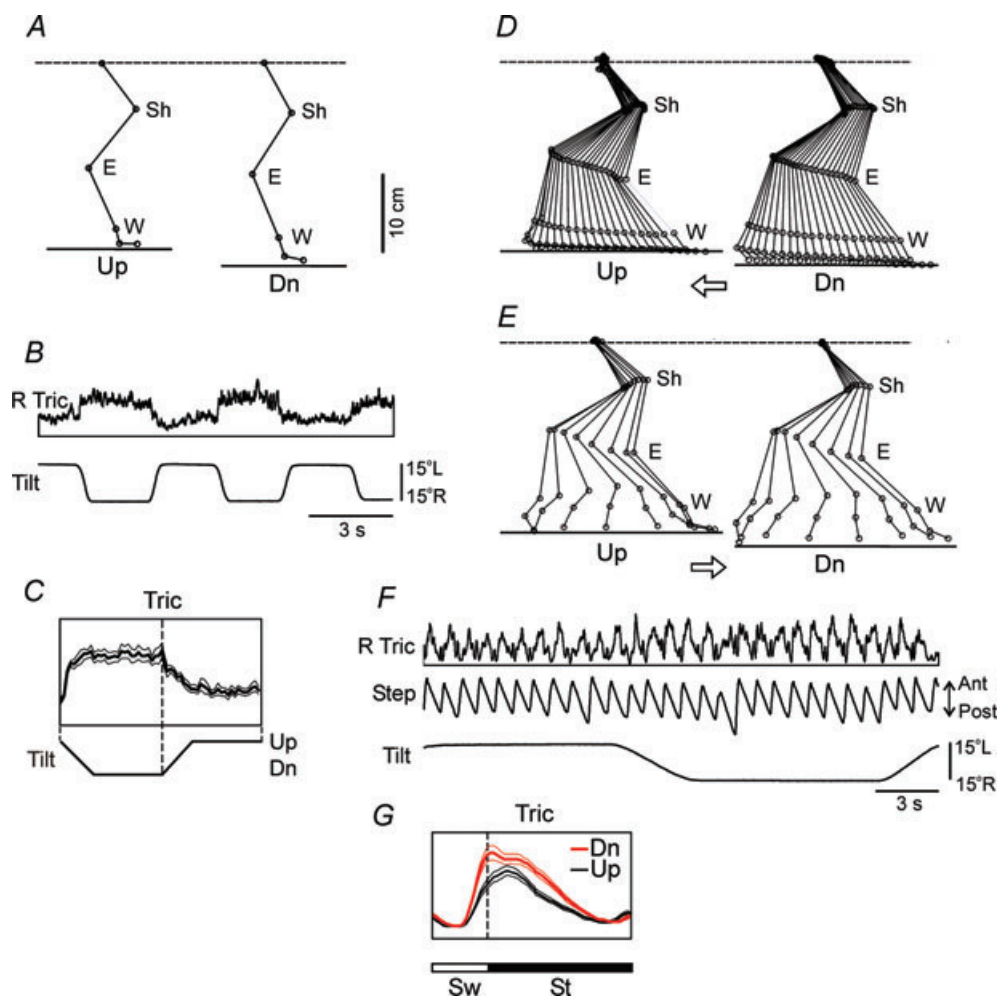 A
Sh
Sh
E
E
W
W
Up
Dn
10 cm
B
R Tric
Tilt
15°L
15°R
3 s
C
Tric
Tilt
Up
Dn
D
Sh
Sh
E
E
W
W
Up
Dn
E
Sh
Sh
E
E
W
W
Up
Dn
F
R Tric
Step
Ant
Post
Tilt
15°L
15°R
3 s
G
Tric
Dn
Up
Sw
St